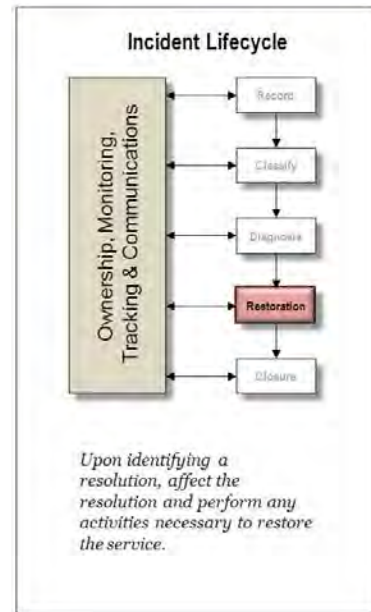 Incident Lifecycle
Ownership, Monitoring,
Tracking & Communications
Record
Classify
Diagnosis
Restoration
Closure
Upon identifying a
resolution, affect the
resolution and perform any
activities necessary to restore
the service.